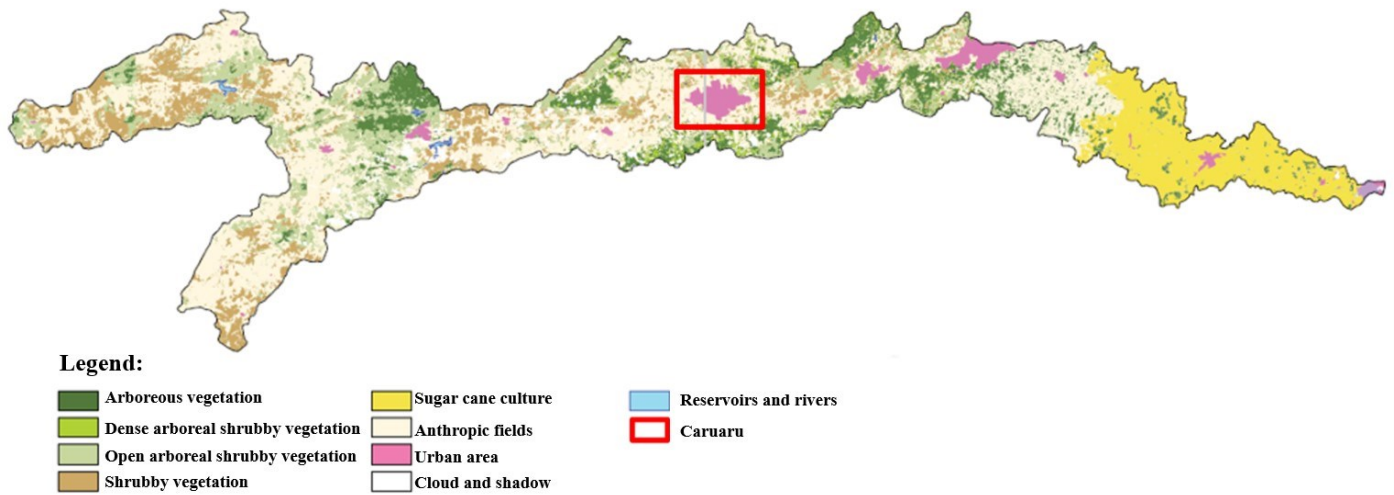 Legend:
Arboreous vegetation
Dense arboreal shrubby vegetation
Open arboreal shrubby vegetation
Shrubby vegetation
Sugar cane culture
Anthropic fields
Urban area
Cloud and shadow
Reservoirs and rivers
Caruaru